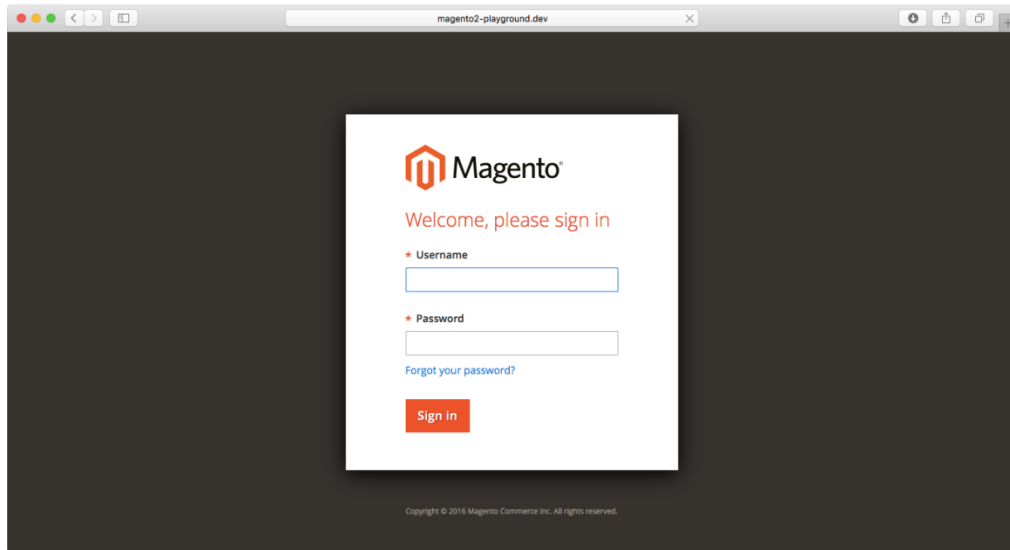 magento2-playground.dev
Magento®
Welcome, please sign in
* Username
* Password
Forgot your password?
Sign in
Copyright © 2016 Magento Commerce Inc. All rights reserved.